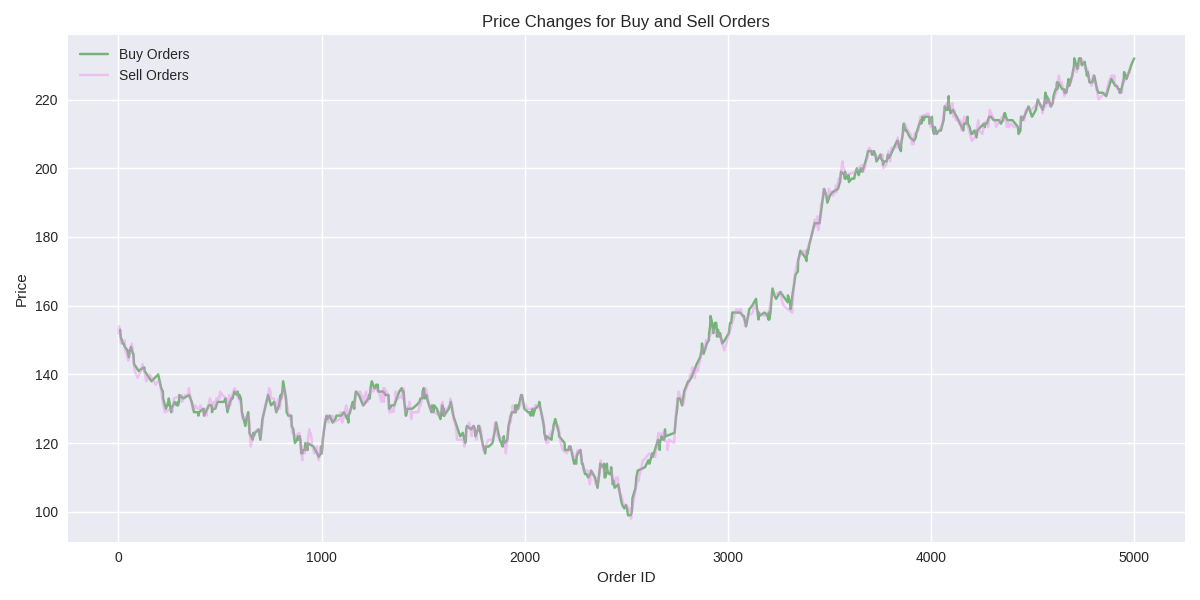 Price Changes for Buy and Sell Orders
Buy Orders
Sell Orders
220
200
180
160
140
120
100
Price
0 1000 2000 3000 4000 5000
Order ID